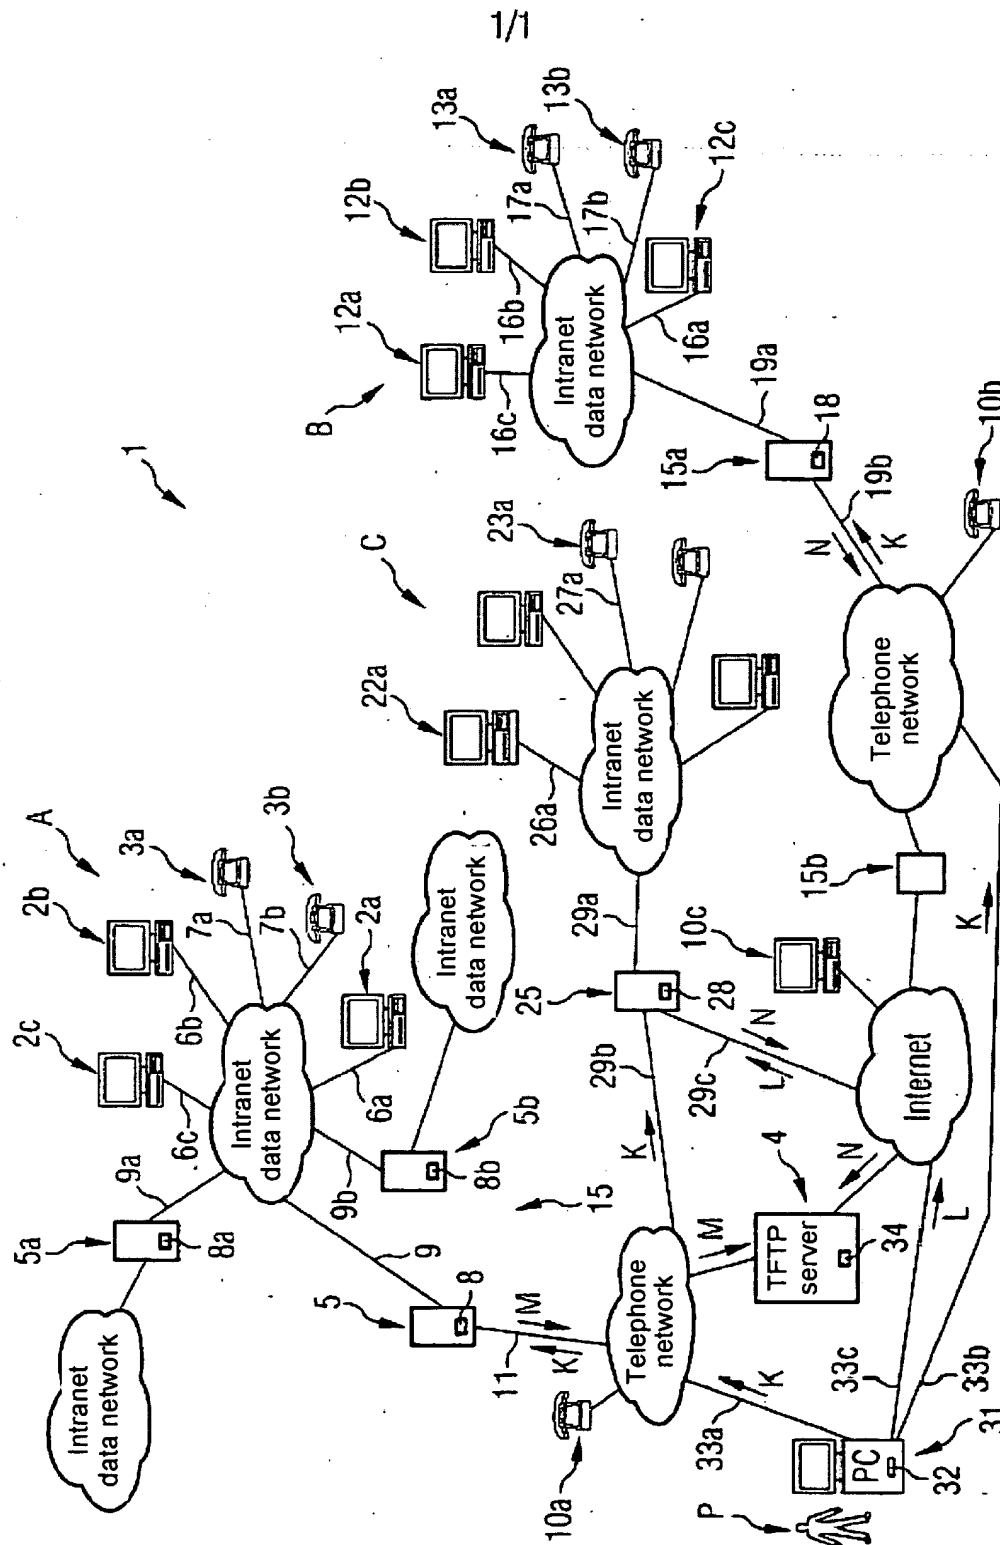 1/1
1
A
2b
3a
2c
6b
7a
3b
7b
9a
6c
Intranet
data network
2a
6a
5a
8a
9b
5b
8b
Intranet
data network
Intranet
data network
9
5
8
15
11
K
M
10a
Telephone
network
M
33a
K
P
PC
32
31
33c
33b
TFTP
server
34
4
N
L
K
Internet
10c
15b
Telephone
network
10b
K
29b
25
28
29a
29c
L
N
C
22a
26a
Intranet
data network
27a
23a
B
12a
12b
13a
13b
12c
16c
16b
17a
17b
16a
Intranet
data network
19a
15a
18
19b
N
K